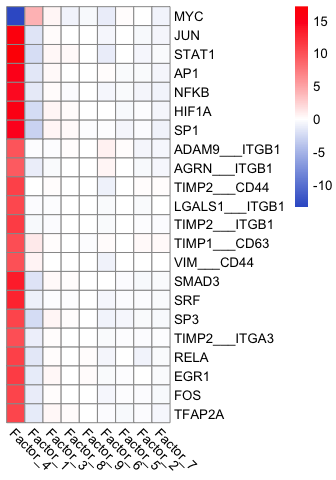 MYC
JUN
STAT1
AP1
NFKB
HIF1A
SP1
ADAM9___ITGB1
AGRN___ITGB1
TIMP2___CD44
LGALS1___ITGB1
TIMP2___ITGB1
TIMP1___CD63
VIM___CD44
SMAD3
SRF
SP3
TIMP2___ITGA3
RELA
EGR1
FOS
TFAP2A
15
10
5
0
-5
-10
Factor_4
Factor_1
Factor_3
Factor_8
Factor_9
Factor_6
Factor_5
Factor_2
Factor_7